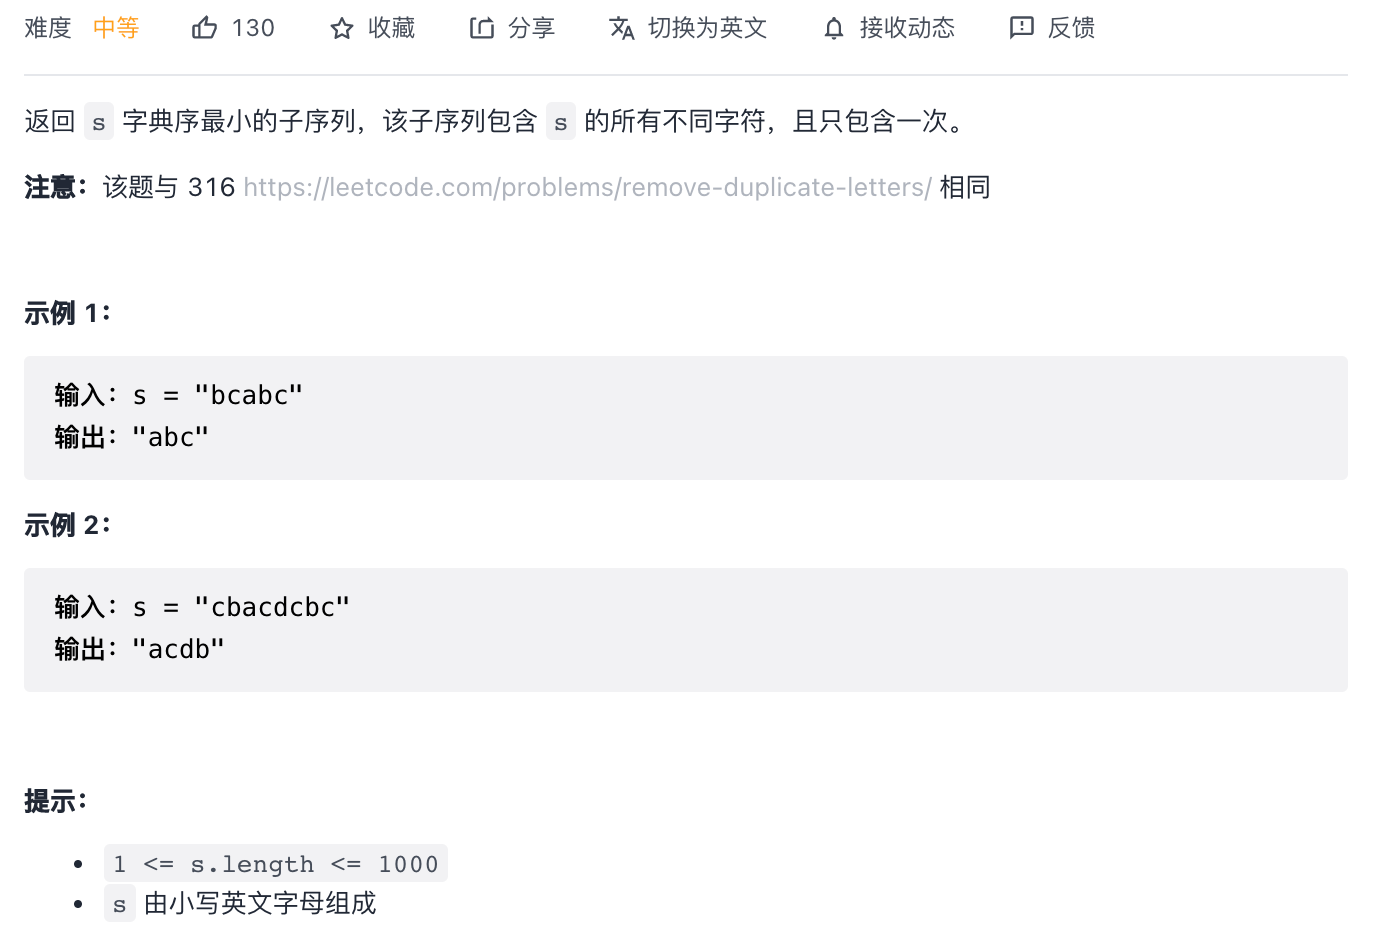 难度 中等 130 收藏 分享 切换为英文 接收动态 反馈
返回 s 字典序最小的子序列，该子序列包含 s 的所有不同字符，且只包含一次。
注意：该题与 316 https://leetcode.com/problems/remove-duplicate-letters/ 相同
示例 1：
输入：s = "bcabc"
输出："abc"
示例 2：
输入：s = "cbacdcbc"
输出："acdb"
提示：
1 <= s.length <= 1000
s 由小写英文字母组成